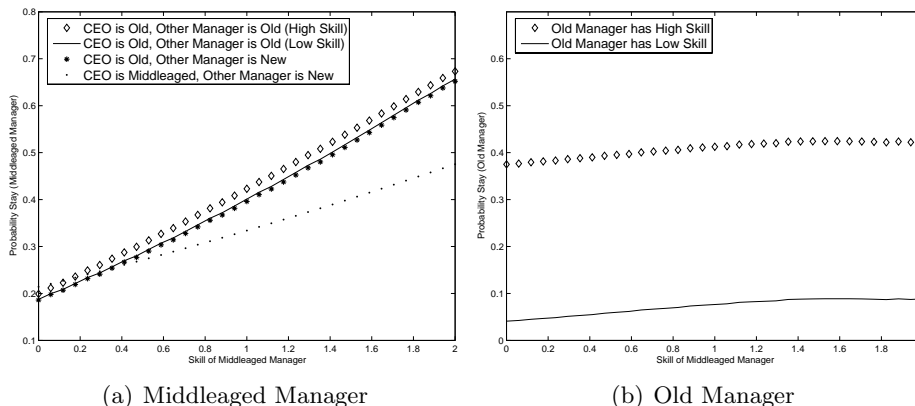 CEO is Old, Other Manager is Old (High Skill)
CEO is Old, Other Manager is Old (Low Skill)
CEO is Old, Other Manager is New
CEO is Middleaged, Other Manager is New
0.8
0.7
0.6
0.5
0.4
0.3
0.2
0.1
Probability Stay (Middleaged Manager)
0 0.2 0.4 0.6 0.8 1 1.2 1.4 1.6 1.8 2
Skill of Middleaged Manager
(a) Middleaged Manager
Old Manager has High Skill
Old Manager has Low Skill
0.7
0.6
0.5
0.4
0.3
0.2
0.1
0
Probability Stay (Old Manager)
0 0.2 0.4 0.6 0.8 1 1.2 1.4 1.6 1.8
Skill of Middleaged Manager
(b) Old Manager